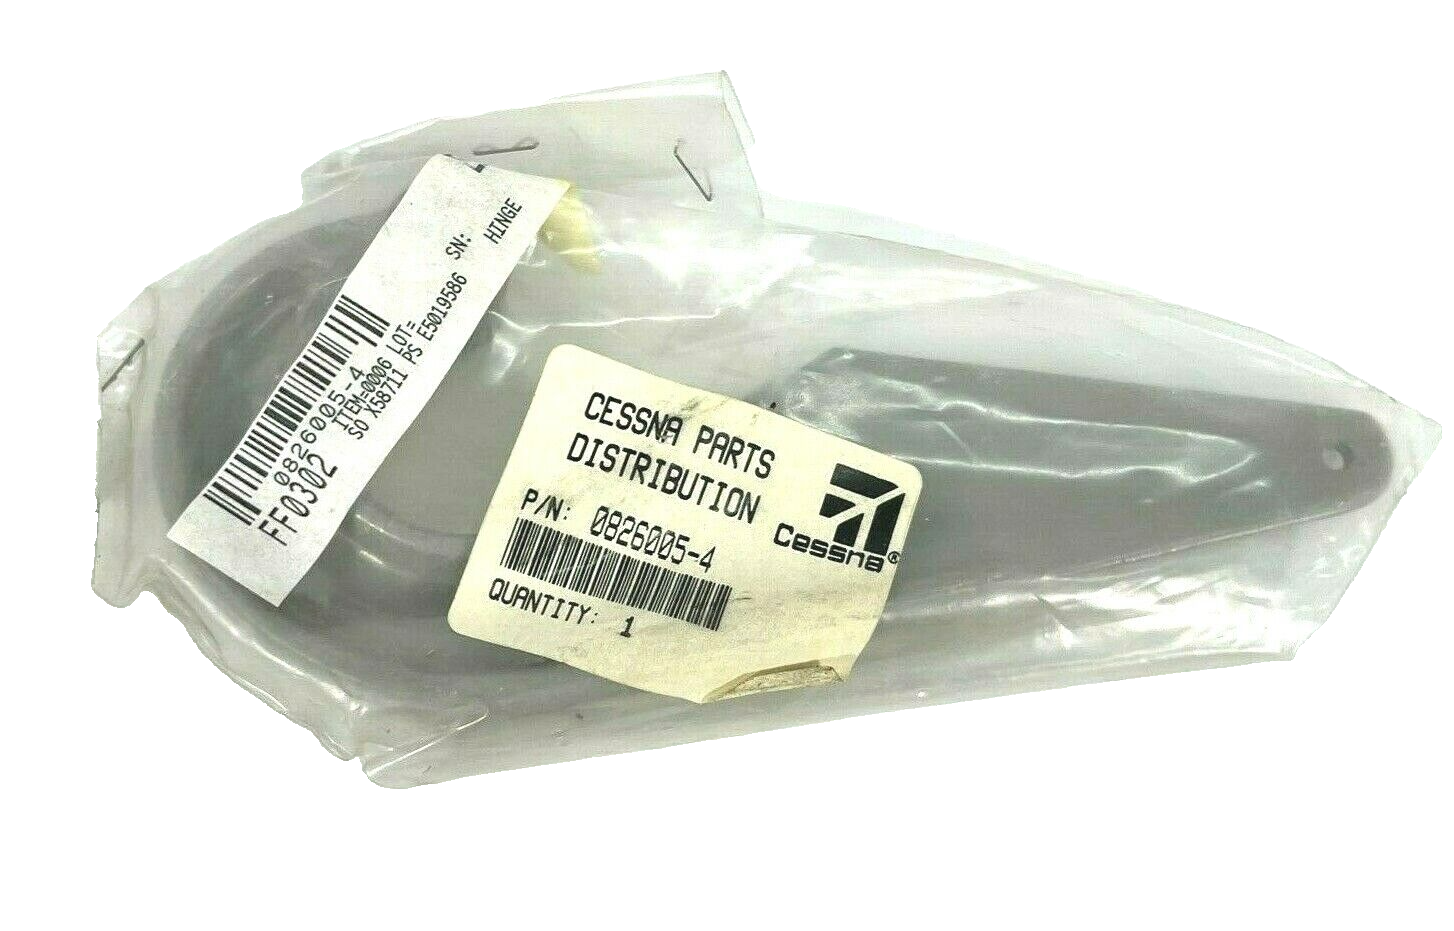 SN:
HINGE
0826005-4
ITEM=0006 LOT=
SO X58711 PS E5019586
FF0302
CESSNA PARTS
DISTRIBUTION
P/N: 0826005-4
QUANTITY: 1
Cessna®